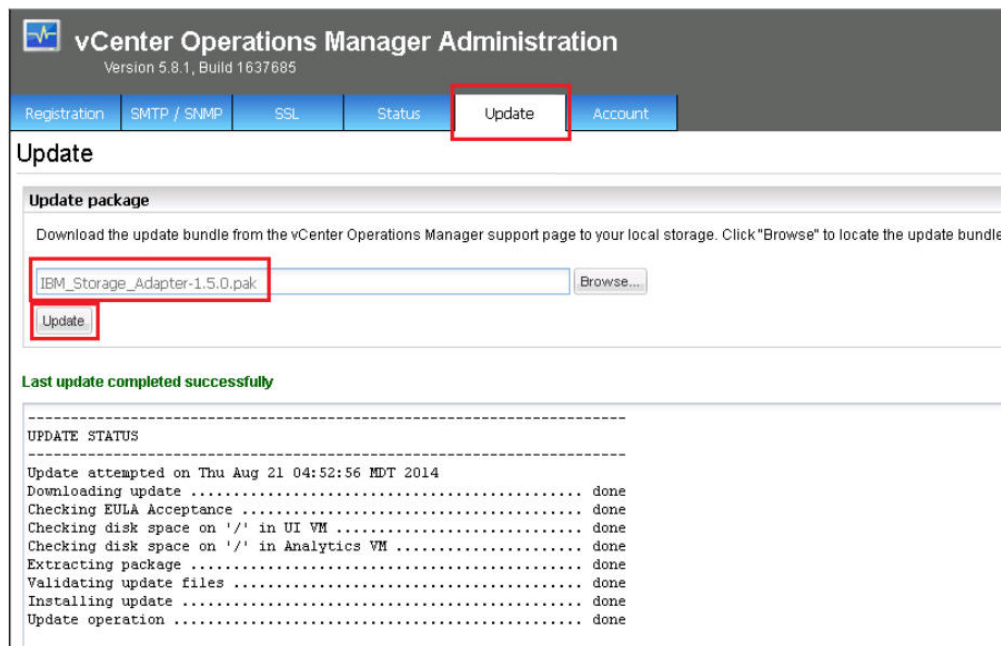 vCenter Operations Manager Administration
Version 5.8.1, Build 1637685
Registration SMTP / SNMP SSL Status Update Account
Update
Update package
Download the update bundle from the vCenter Operations Manager support page to your local storage. Click "Browse" to locate the update bundle
IBM_Storage_Adapter-1.5.0.pak Browse...
Update
Last update completed successfully
----------------------------------------------------------------------
UPDATE STATUS
----------------------------------------------------------------------
Update attempted on Thu Aug 21 04:52:56 MDT 2014
Downloading update .............................................. done
Checking EULA Acceptance ........................................ done
Checking disk space on '/' in UI VM ............................. done
Checking disk space on '/' in Analytics VM ...................... done
Extracting package .............................................. done
Validating update files ......................................... done
Installing update ............................................... done
Update operation ................................................ done